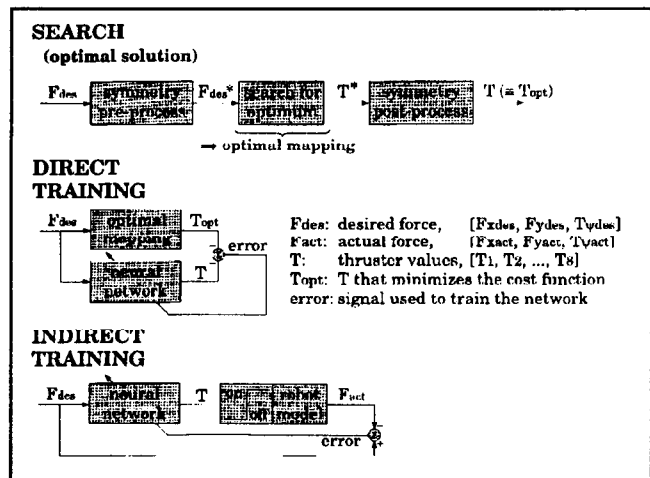 SEARCH
(optimal solution)
Fdes symmetry pre-process Fdes* search for optimum T* symmetry post-process T (= Topt)
→ optimal mapping
DIRECT
TRAINING
Fdes optimal mapping Topt
error
neural network T
Fdes: desired force, [Fxdes, Fydes, Tψdes]
Fact: actual force, [Fxact, Fyact, Tψact]
T: thruster values, [T1, T2, ..., T8]
Topt: T that minimizes the cost function
error: signal used to train the network
INDIRECT
TRAINING
Fdes neural network T on off robot model Fact
error